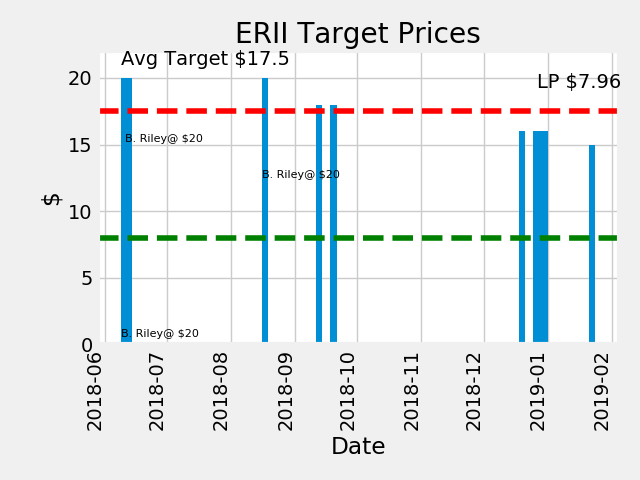 ERII Target Prices
Avg Target $17.5
LP $7.96
B. Riley@ $20
B. Riley@ $20
B. Riley@ $20
$
20
15
10
5
0
2018-06
2018-07
2018-08
2018-09
2018-10
2018-11
2018-12
2019-01
2019-02
Date